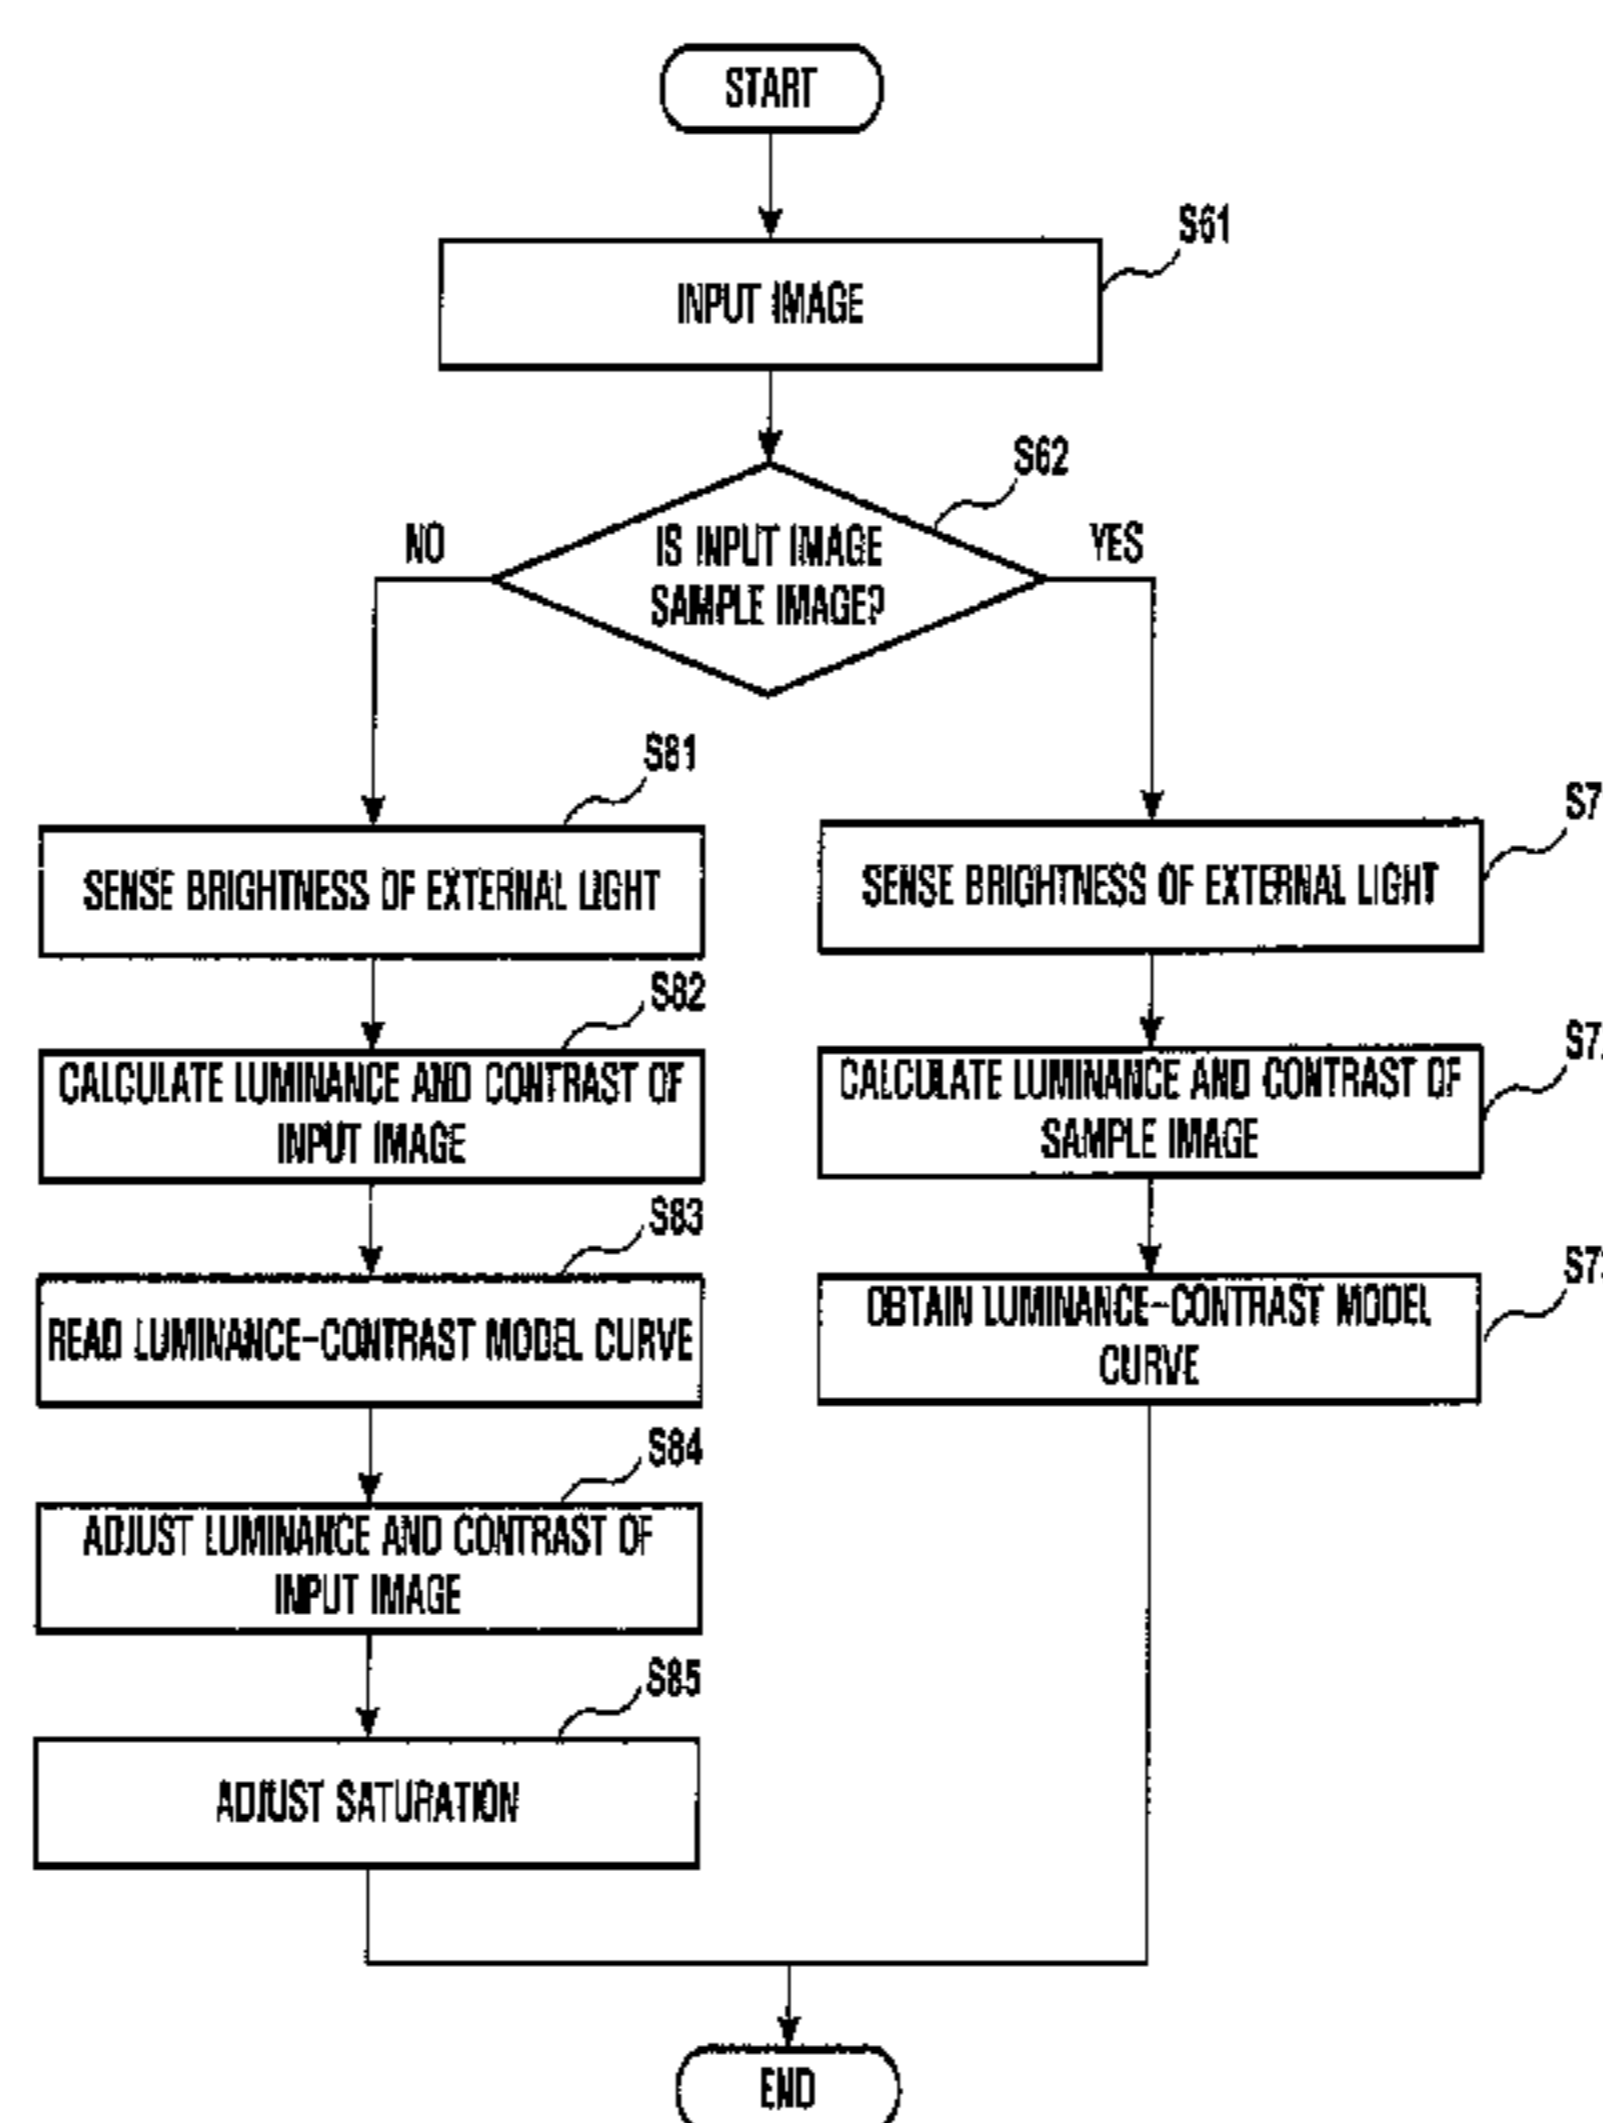 START
S61
INPUT IMAGE
S62
NO
IS INPUT IMAGE
SAMPLE IMAGE?
YES
S81
SENSE BRIGHTNESS OF EXTERNAL LIGHT
S7
SENSE BRIGHTNESS OF EXTERNAL LIGHT
S82
CALCULATE LUMINANCE AND CONTRAST OF
INPUT IMAGE
S7
CALCULATE LUMINANCE AND CONTRAST OF
SAMPLE IMAGE
S83
READ LUMINANCE-CONTRAST MODEL CURVE
S7
OBTAIN LUMINANCE-CONTRAST MODEL
CURVE
S84
ADJUST LUMINANCE AND CONTRAST OF
INPUT IMAGE
S85
ADJUST SATURATION
END